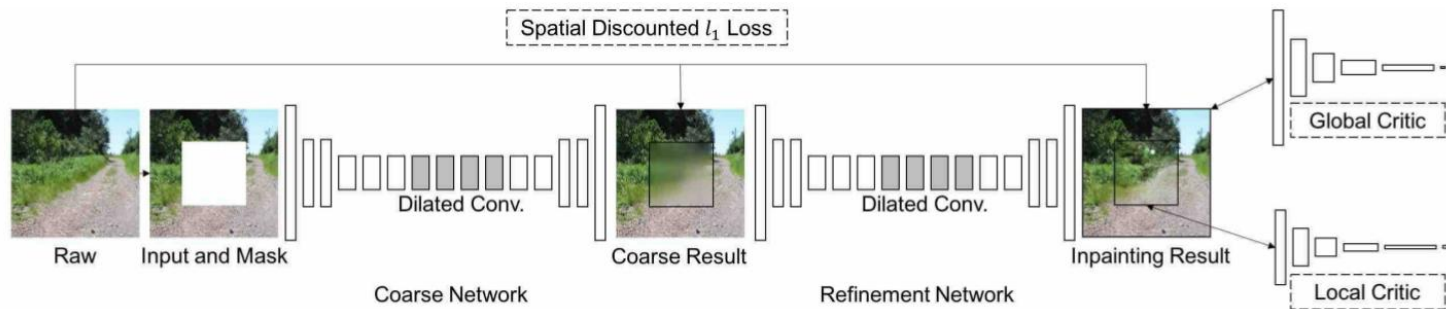 Spatial Discounted l₁ Loss
Global Critic
Dilated Conv.
Dilated Conv.
Raw
Input and Mask
Coarse Result
Inpainting Result
Coarse Network
Refinement Network
Local Critic